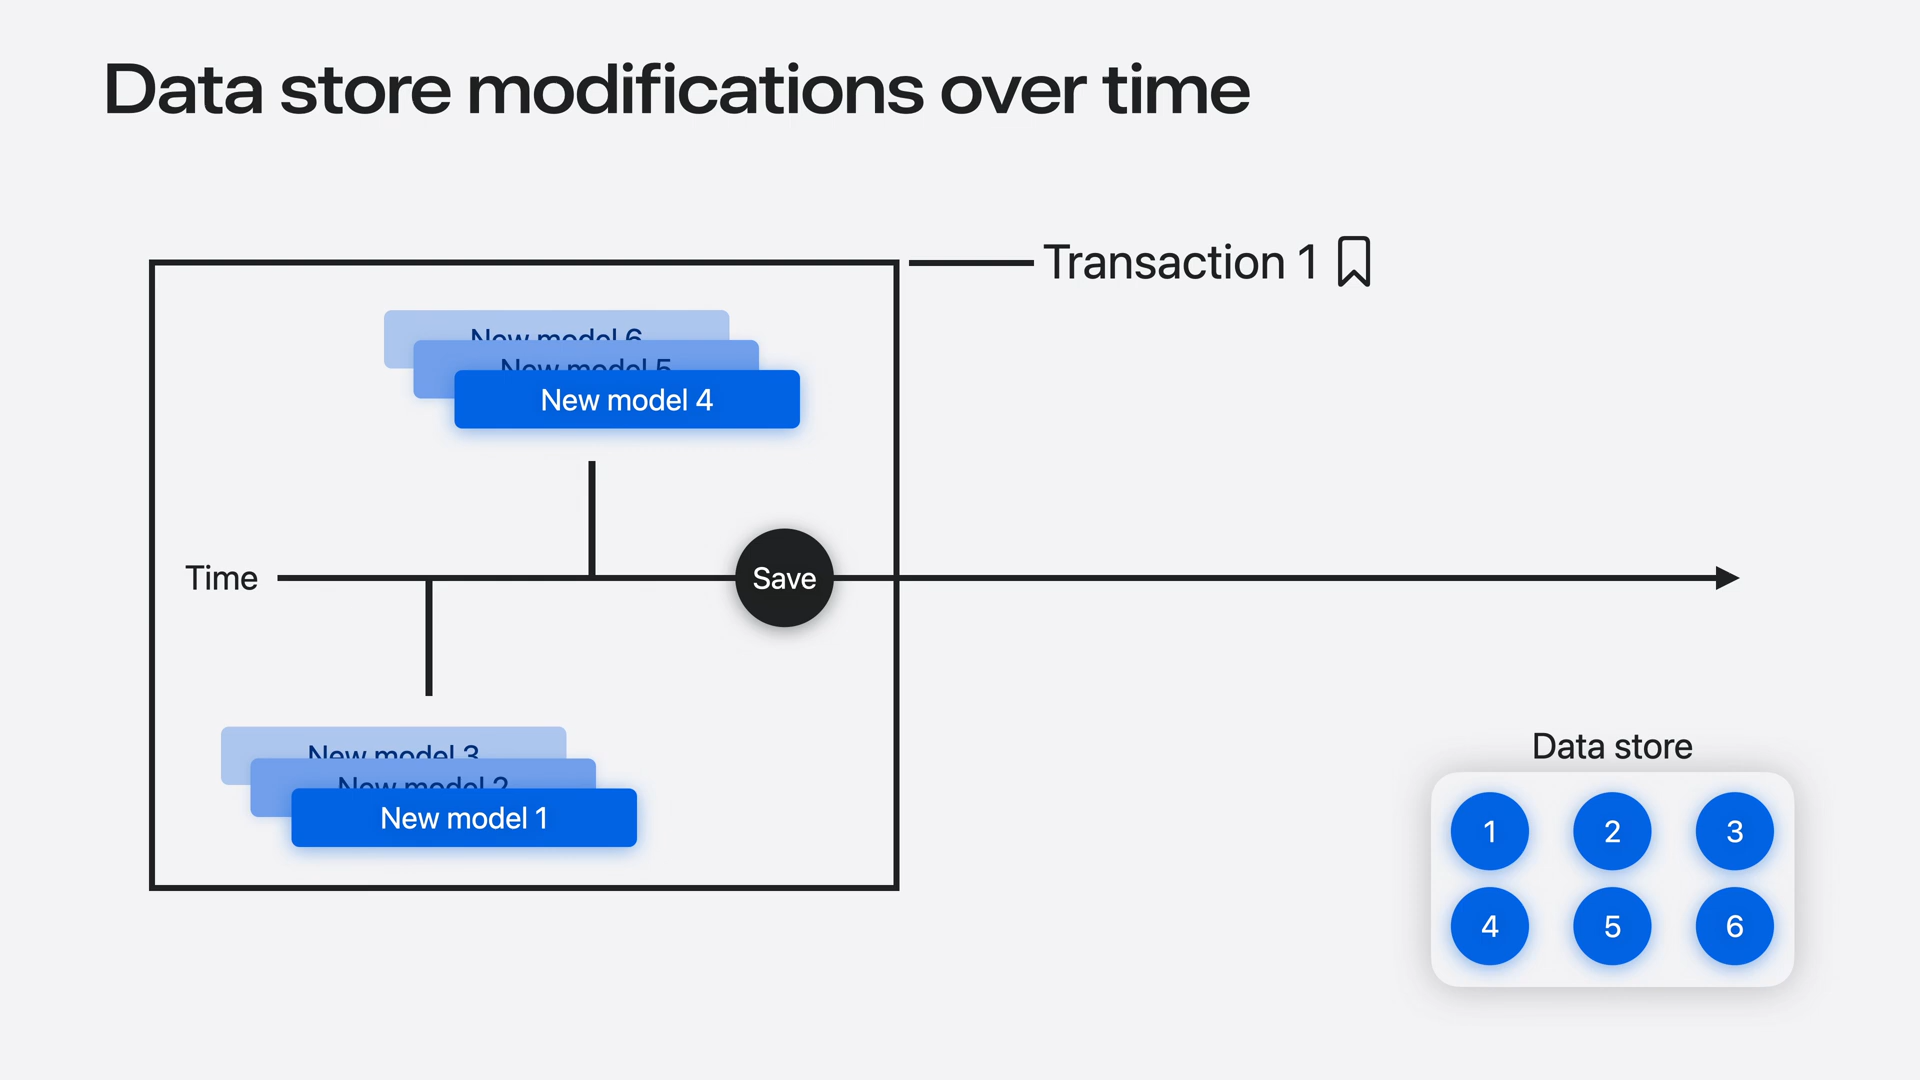 Data store modifications over time
Transaction 1
New model 6
New model 5
New model 4
Time
Save
New model 3
New model 2
New model 1
Data store
1 2 3
4 5 6